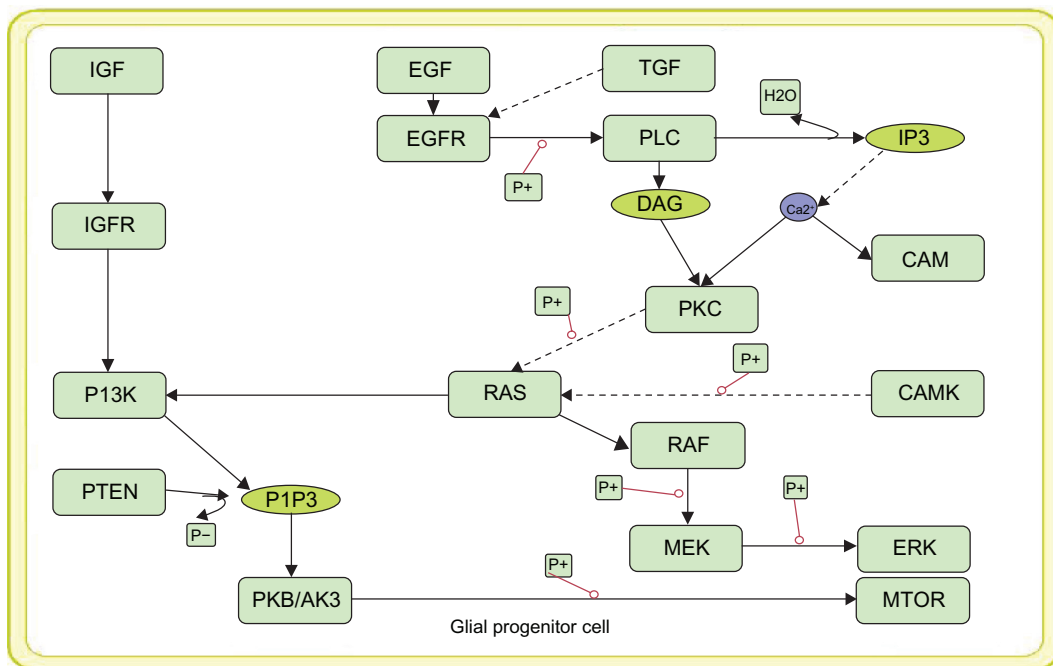 IGF
EGF
TGF
H2O
EGFR
PLC
IP3
P+
DAG
Ca2+
IGFR
CAM
P+
PKC
P+
P13K
RAS
CAMK
RAF
PTEN
P1P3
P+
P+
P−
MEK
ERK
P+
PKB/AK3
MTOR
Glial progenitor cell